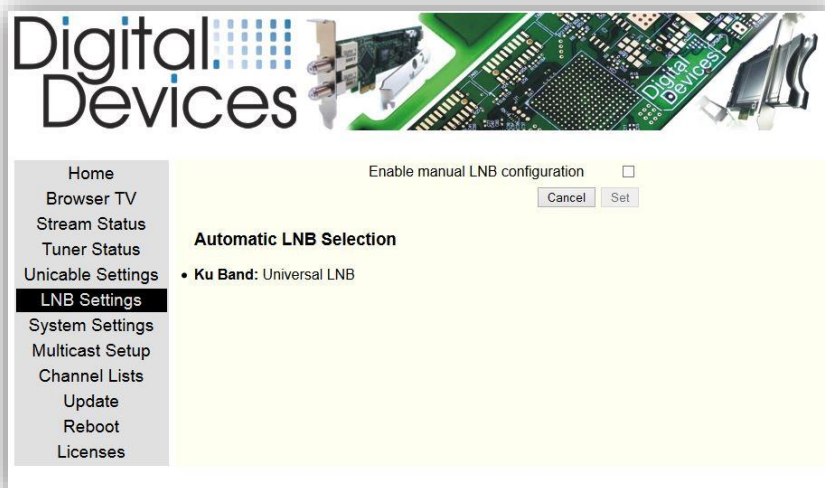 Digital
Devices
Digital
Devices
Home
Browser TV
Stream Status
Tuner Status
Unicable Settings
LNB Settings
System Settings
Multicast Setup
Channel Lists
Update
Reboot
Licenses
Enable manual LNB configuration
Cancel Set
Automatic LNB Selection
• Ku Band: Universal LNB